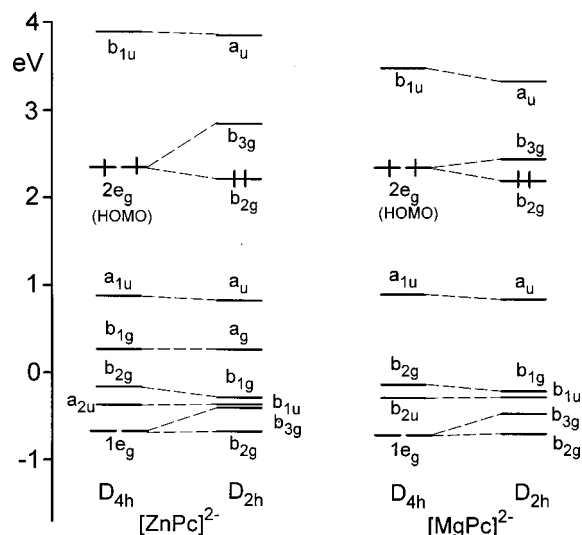 4
eV
3
2
1
0
-1
b1u
au
b3g
2eg
(HOMO)
b2g
a1u
au
b1g
ag
b2g
b1g
a2u
b1u
b3g
1eg
b2g
D4h
D2h
[ZnPc]2-
b1u
au
b3g
2eg
(HOMO)
b2g
a1u
au
b2g
b1g
b2u
b1u
b3g
1eg
b2g
D4h
D2h
[MgPc]2-